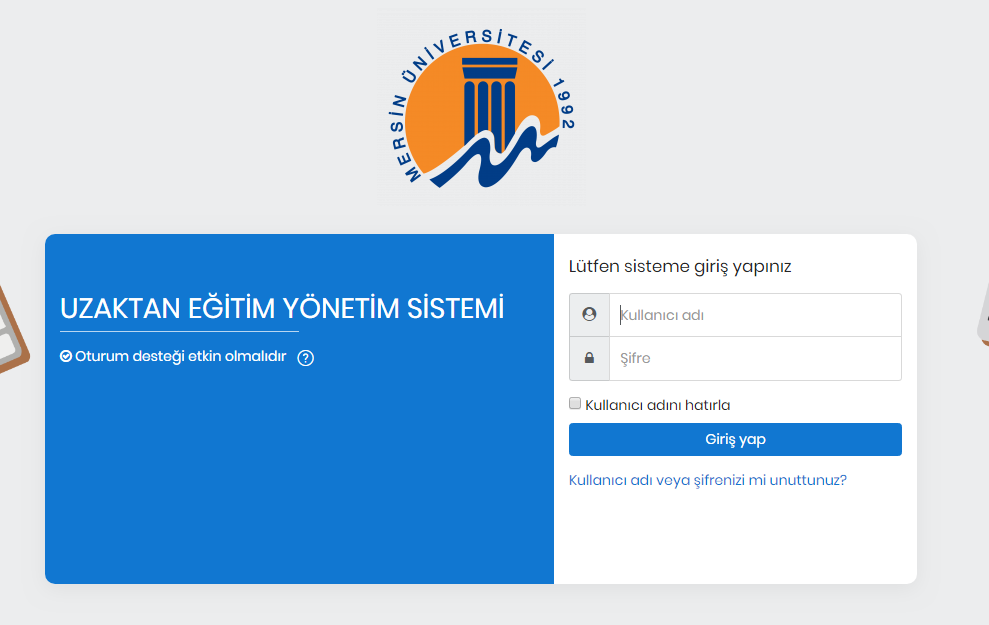 MERSİN ÜNİVERSİTESİ 1992
UZAKTAN EĞİTİM YÖNETİM SİSTEMİ
Oturum desteği etkin olmalıdır
Lütfen sisteme giriş yapınız
Kullanıcı adı
Şifre
Kullanıcı adını hatırla
Giriş yap
Kullanıcı adı veya şifrenizi mi unuttunuz?